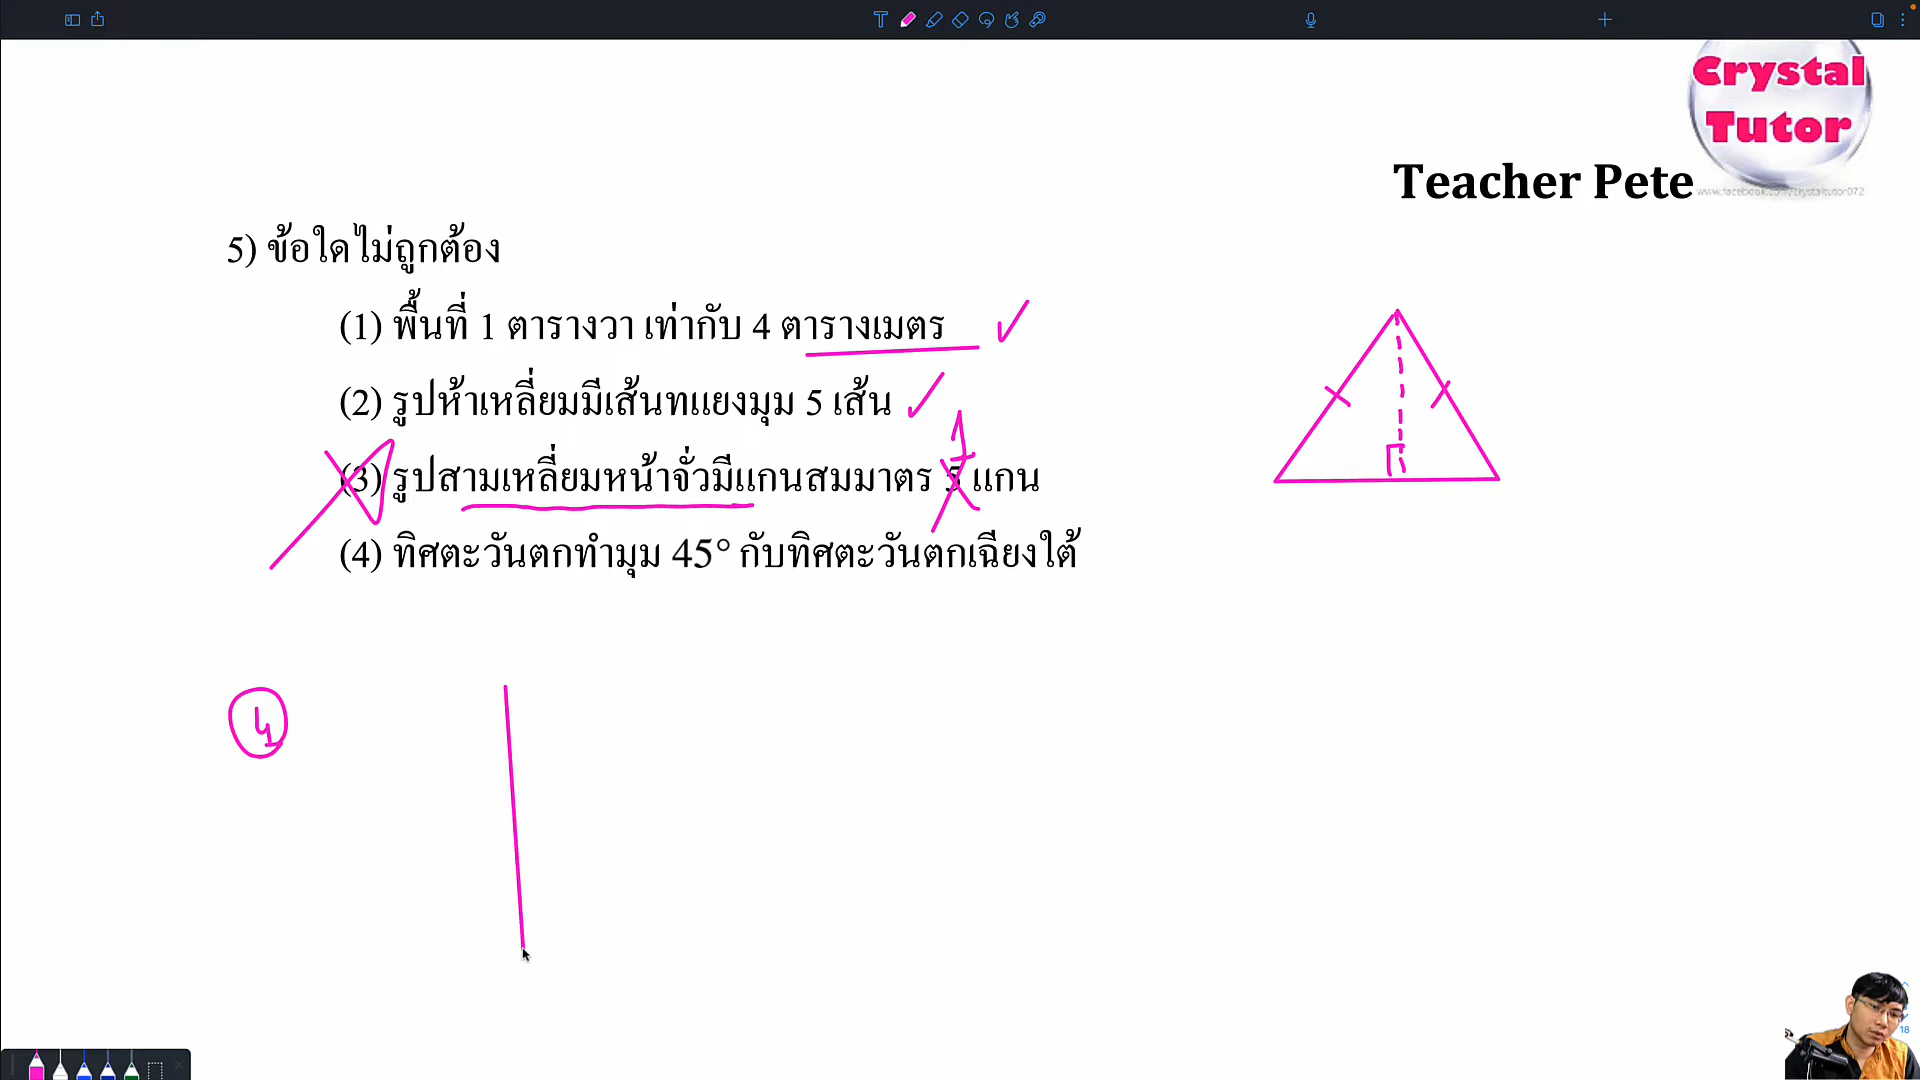 Crystal
Tutor
www.facebook.com/crystaltutor072
Teacher Pete
5) ข้อใดไม่ถูกต้อง
(1) พื้นที่ 1 ตารางวา เท่ากับ 4 ตารางเมตร
(2) รูปห้าเหลี่ยมมีเส้นทแยงมุม 5 เส้น
(3) รูปสามเหลี่ยมหน้าจั่วมีแกนสมมาตร 5 แกน
1
(4) ทิศตะวันตกทำมุม 45° กับทิศตะวันตกเฉียงใต้
4
18